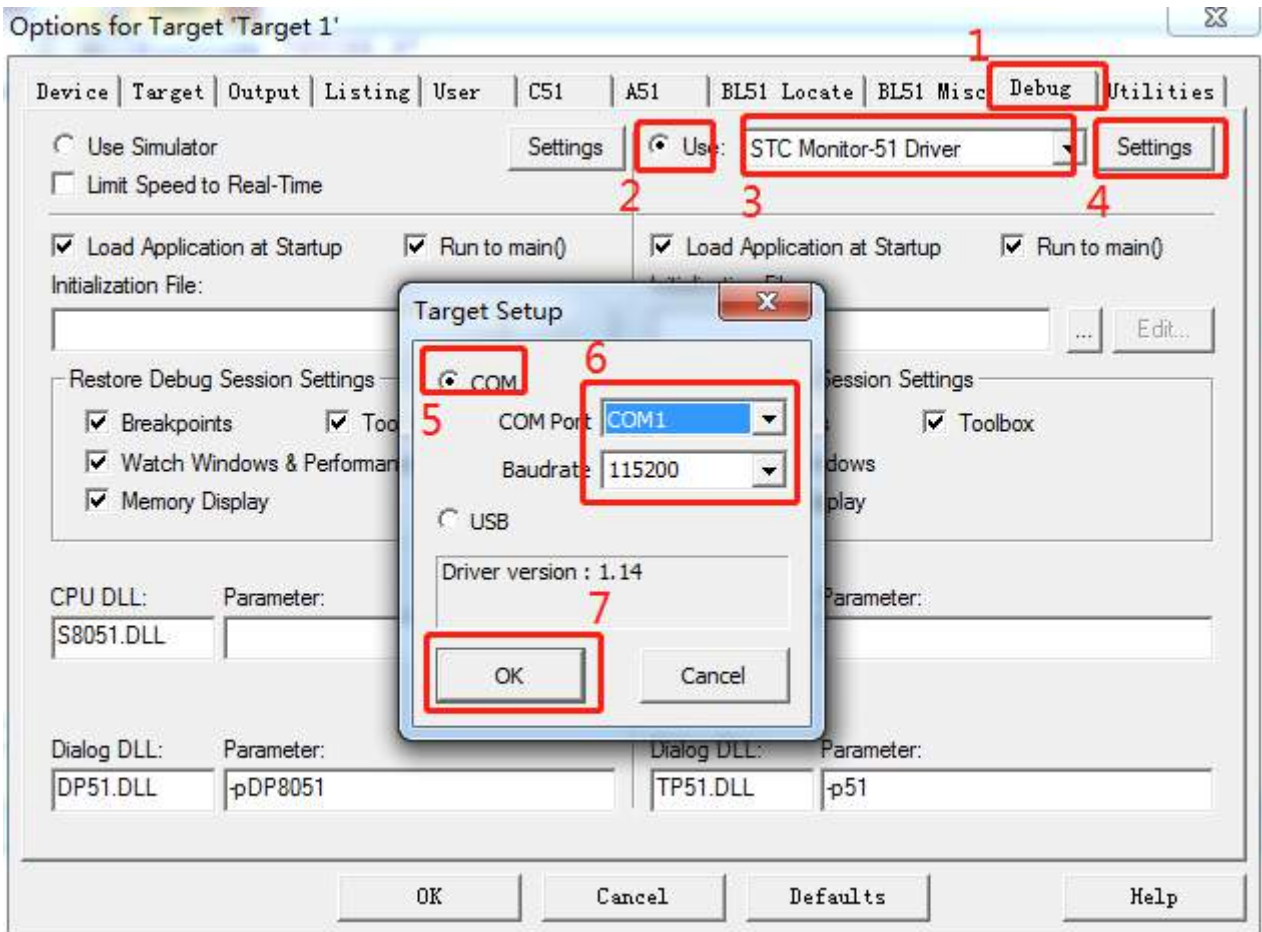 Options for Target 'Target 1'
1
Device Target Output Listing User C51 A51 BL51 Locate BL51 Misc Debug Utilities
Use Simulator Settings Use: STC Monitor-51 Driver Settings
Limit Speed to Real-Time
2 3 4
Load Application at Startup Run to main() Load Application at Startup Run to main()
Initialization File:
Target Setup
... Edit...
6
Restore Debug Session Settings COM Session Settings
5 COM Port COM1
Breakpoints Toolbox
Baudrate 115200
Watch Windows & Performan
Memory Display
USB
Driver version : 1.14
CPU DLL: Parameter: Parameter:
7
S8051.DLL
OK Cancel
Dialog DLL: Parameter: Dialog DLL: Parameter:
DP51.DLL -pDP8051 TP51.DLL -p51
OK Cancel Defaults Help